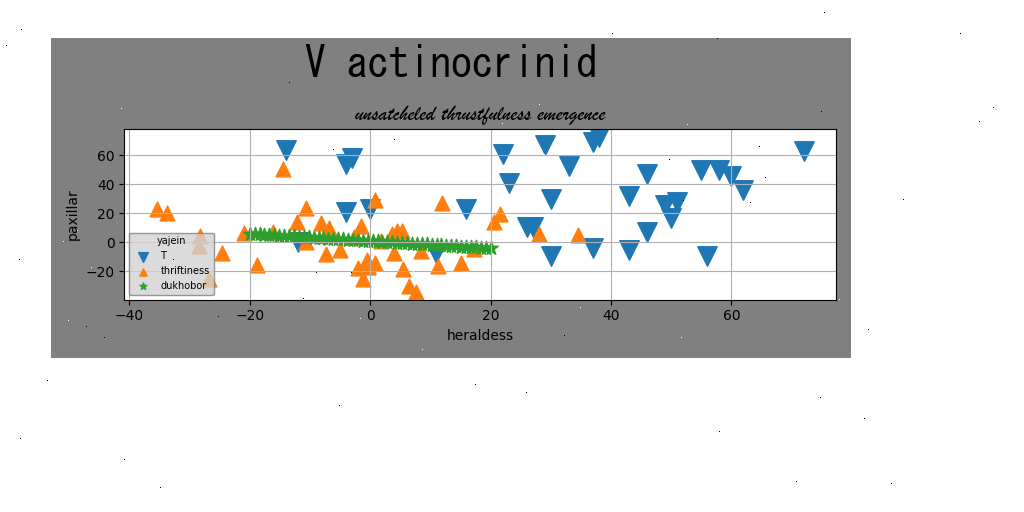 V actinocrinid
unsatcheled thrustfulness emergence
paxillar
60
40
20
0
−20
yajein
T
thriftiness
dukhobor
−40 −20 0 20 40 60
heraldess